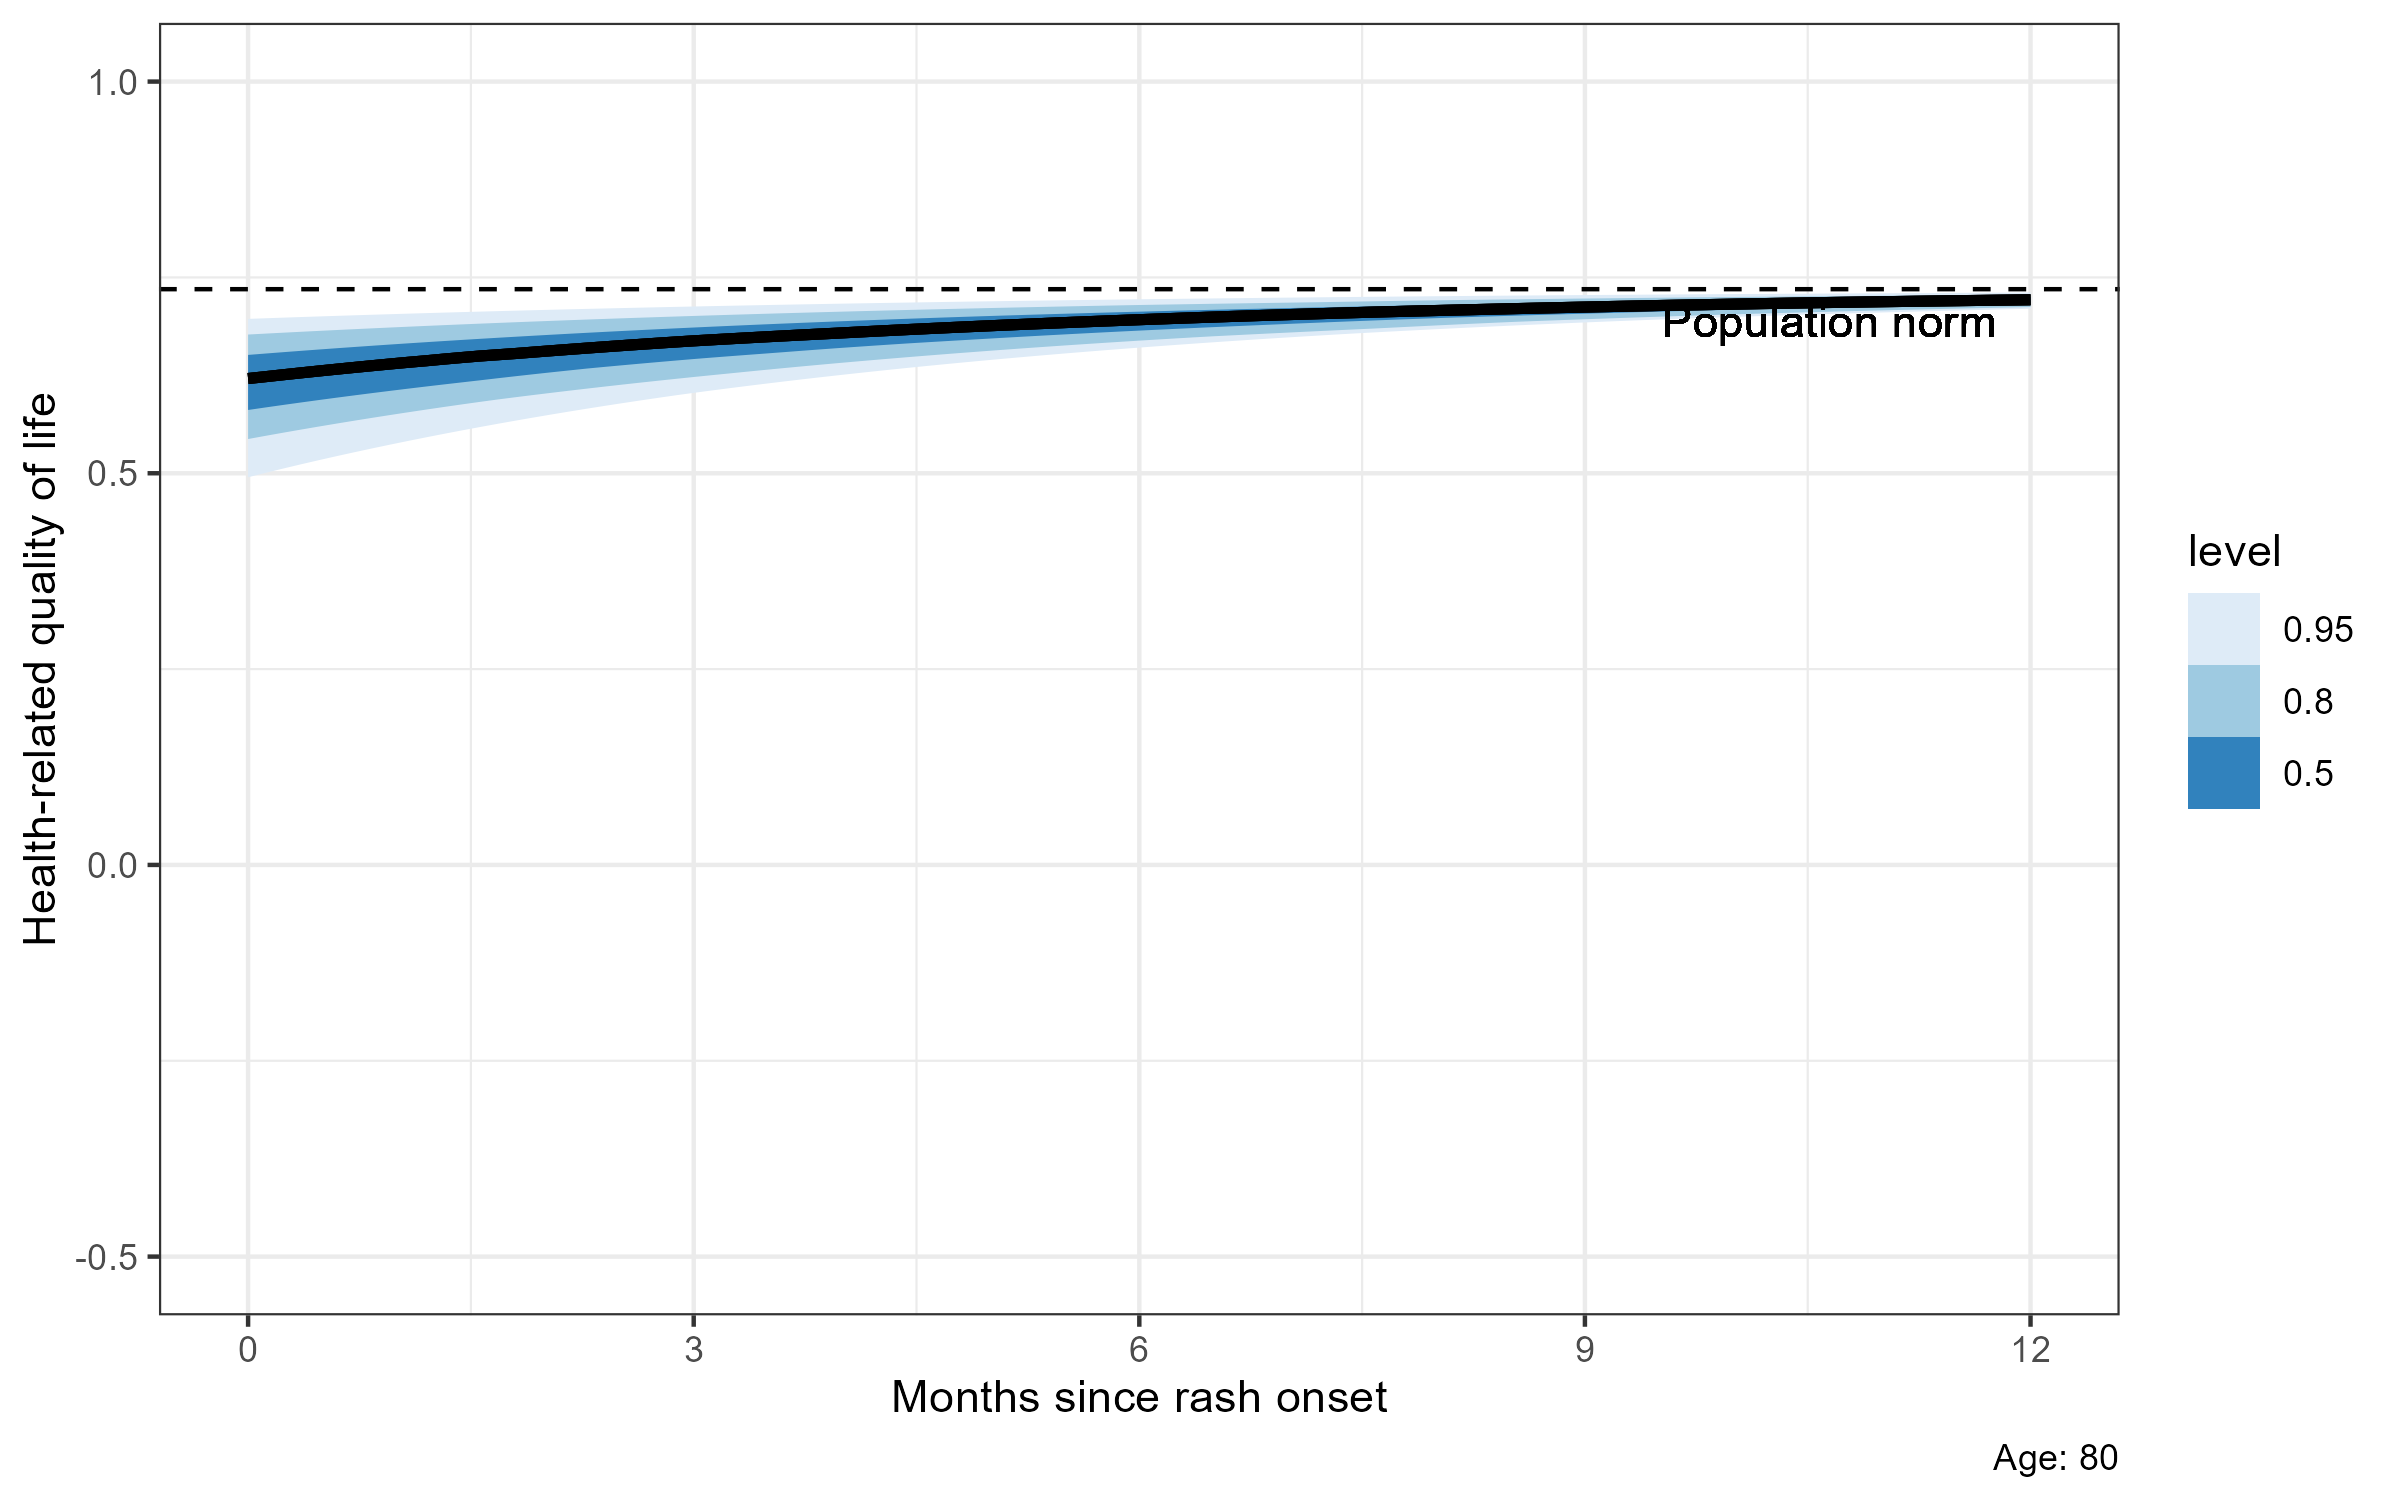 Health-related quality of life
1.0
0.5
0.0
-0.5
Population norm
0
3
6
9
12
Months since rash onset
level
0.95
0.8
0.5
Age: 80